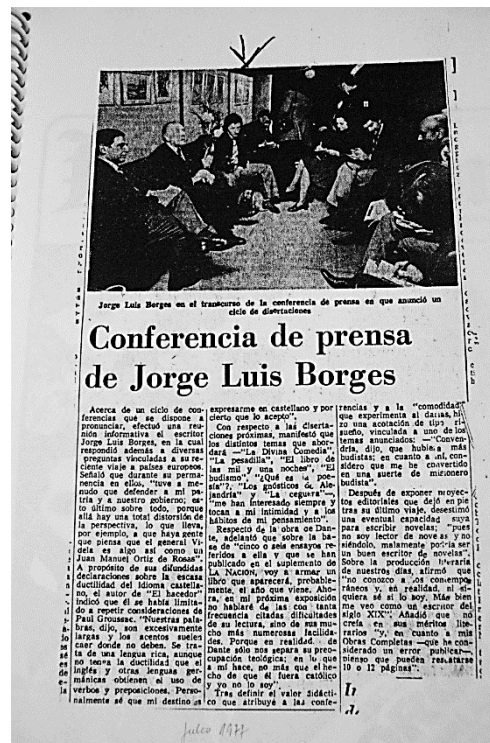 Jorge Luis Borges en el transcurso de la conferencia de prensa en que anunció un
ciclo de disertaciones
Conferencia de prensa
de Jorge Luis Borges
Acerca de un ciclo de con-
ferencias que se dispone a
pronunciar, efectuó una reu-
nión informativa el escritor
Jorge Luis Borges, en la cual
respondió además a diversas
preguntas vinculadas a su re-
ciente viaje a países europeos.
Señaló que durante su perma-
nencia en ellos, "tuve a me-
nudo que defender a mi pa-
tria y a nuestro gobierno; es-
to último sobre todo, porque
allá hay una total distorsión de
la perspectiva, lo que lleva,
por ejemplo, a que haya gente
que piensa que el general Vi-
dela es algo así como un
Juan Manuel Ortiz de Rosas".
A propósito de sus difundidas
declaraciones sobre la escasa
ductilidad del idioma castella-
no, el autor de "El hacedor"
indicó que él se había limita-
do a repetir consideraciones de
Paul Groussac. "Nuestras pala-
bras, dijo, son excesivamente
largas y los acentos suelen
caer donde no deben. Se tra-
ta de una lengua rica, aunque
no tenga la ductilidad que el
inglés y otras lenguas ger-
mánicas obtienen al uso de
verbos y preposiciones. Perso-
nalmente sé que mi destino es
expresarme en castellano y por
cierto que lo acepto".
Con respecto a las diserta-
ciones próximas, manifestó que
los distintos temas que abor-
dará —"La Divina Comedia",
"La pesadilla", "El libro de
las mil y una noches", "El
budismo", "¿Qué es la poe-
sía"?, "Los gnósticos de Ale-
jandría" y "La ceguera"—,
"me han interesado siempre y
tocan a mi intimidad y a los
hábitos de mi pensamiento".
Respecto de la obra de Dan-
te, adelantó que sobre la ba-
se de "cinco o seis ensayos re-
feridos a ella y que se han
publicado en el suplemento de
LA NACION, voy a armar un
libro que aparecerá, probable-
mente, el año que viene. Aho-
ra, en mi próxima exposición
no hablaré de las con tanta
frecuencia citadas dificultades
de su lectura, sino de sus mu-
cho más numerosas facilida-
des. Porque en realidad, de
Dante sólo nos separa su preo-
cupación teológica; en lo que
a mí hace, no más que el he-
cho de que él fuera católico
y yo no lo soy".
Tras definir el valor didácti-
co que atribuye a las confe-
rencias y a la "comodidad"
que experimenta al darlas, hi-
zo una acotación de tipo ri-
sueño, vinculada a uno de los
temas anunciados: —"Conven-
dría, dijo, que hubiera más
budistas; en cuanto a mí, con-
sidero que me he convertido
en una suerte de misionero
budista".
Después de exponer proyec-
tos editoriales que dejó en pie
tras su último viaje, desestimó
una eventual capacidad suya
para escribir novelas; "pues
no soy lector de novelas y no
siéndolo, malamente podría ser
un buen escritor de novelas".
Sobre la producción literaria
de nuestros días, afirmó que
"no conozco a los contempo-
ráneos y, en realidad, ni si-
quiera sé si lo soy. Más bien
me veo como un escritor del
siglo XIX". Añadió que no
creía en sus méritos lite-
rarios "y, en cuanto a mis
Obras Completas —que he con-
siderado un error publicar—
pienso que pueden rescatarse
10 o 12 páginas".
Julio 1977